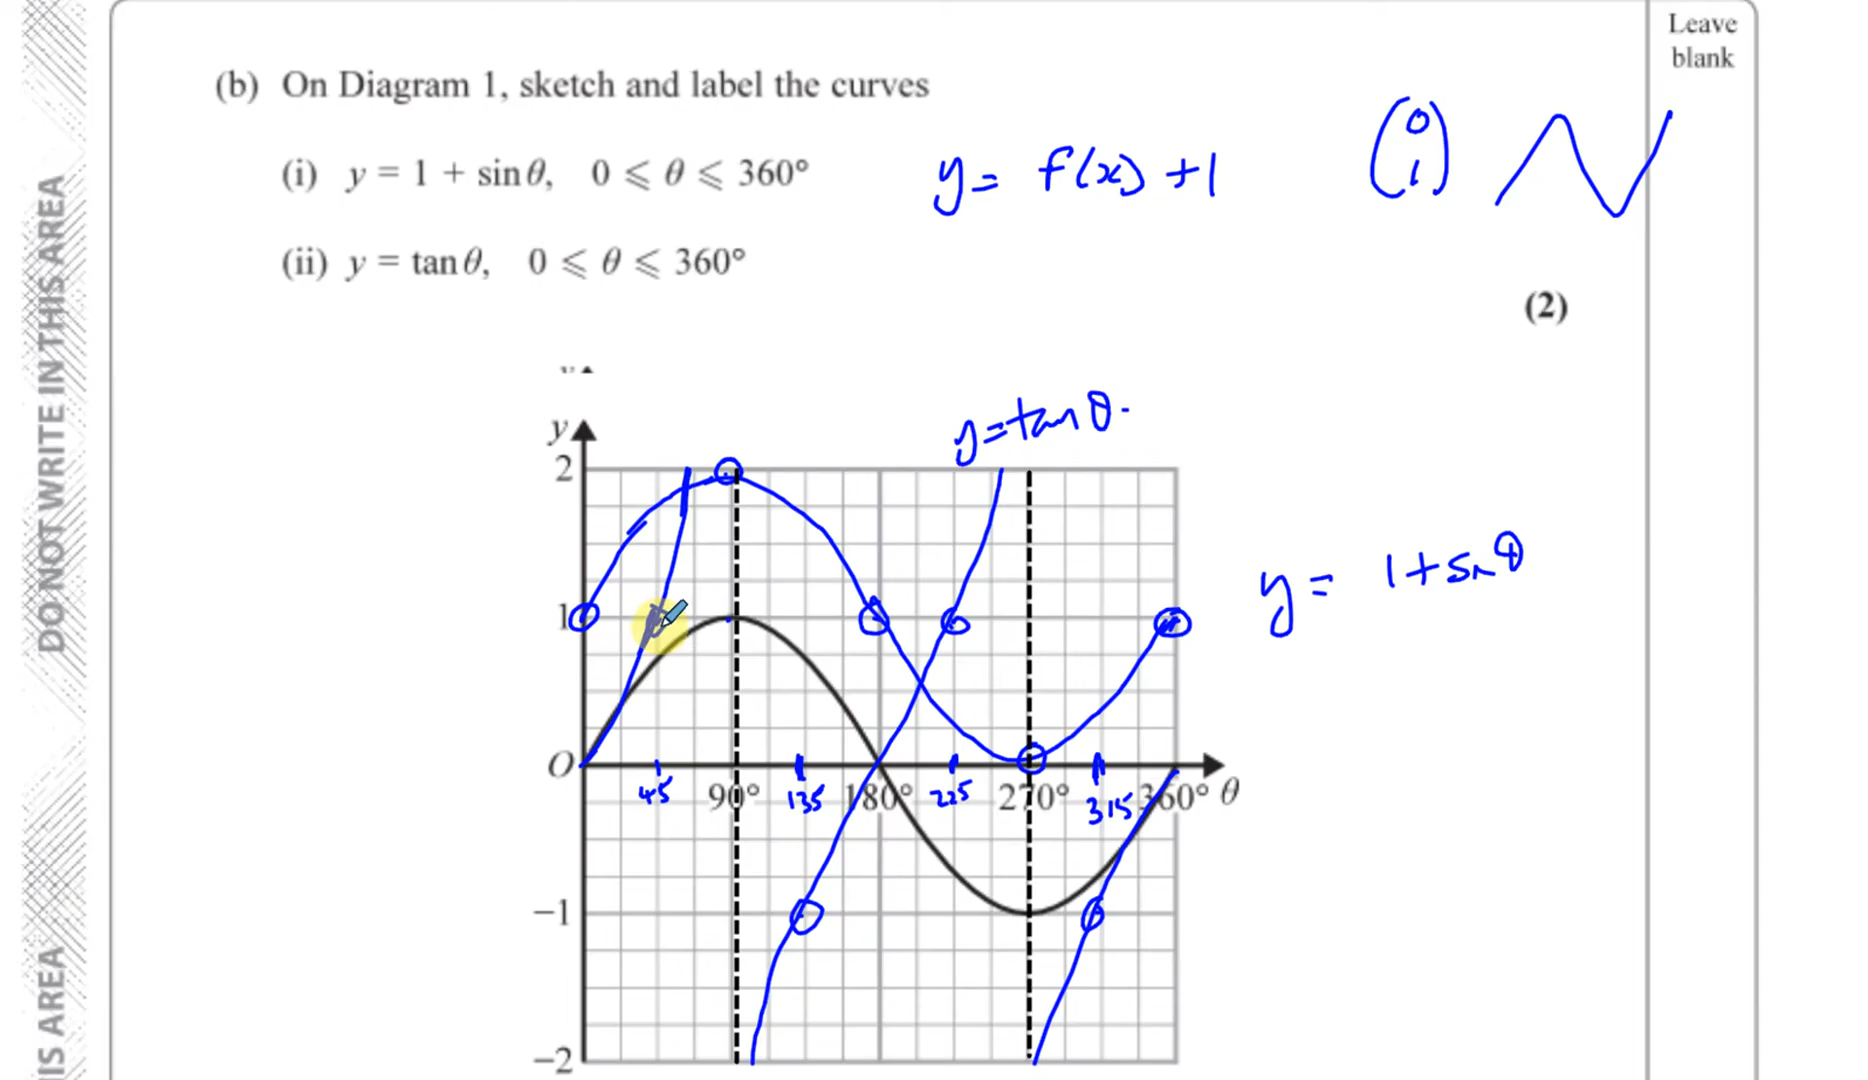 Leave
blank
(b) On Diagram 1, sketch and label the curves
(i) y = 1 + sin θ, 0 ⩽ θ ⩽ 360°
y = f(x) + 1
(0
1)
(ii) y = tan θ, 0 ⩽ θ ⩽ 360°
(2)
DO NOT WRITE IN THIS AREA
y = tan θ.
y
2
y = 1 + sin θ
1
O
45
90°
135
180°
225
270°
315
360°
θ
−1
−2
IS AREA